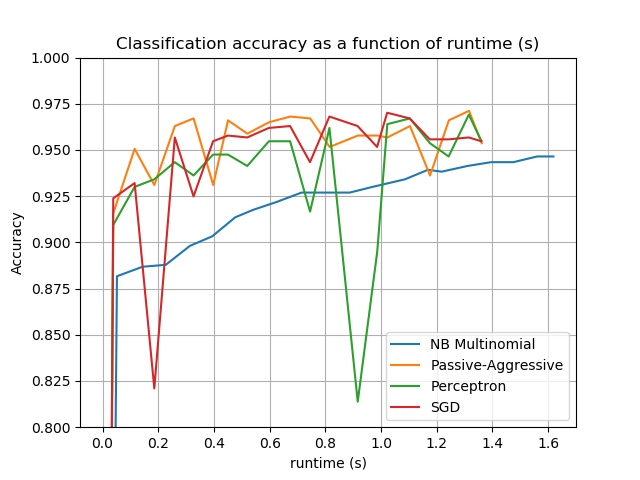 Classification accuracy as a function of runtime (s)
1.000
0.975
0.950
0.925
0.900
0.875
0.850
0.825
0.800
Accuracy
NB Multinomial
Passive-Aggressive
Perceptron
SGD
0.0 0.2 0.4 0.6 0.8 1.0 1.2 1.4 1.6
runtime (s)